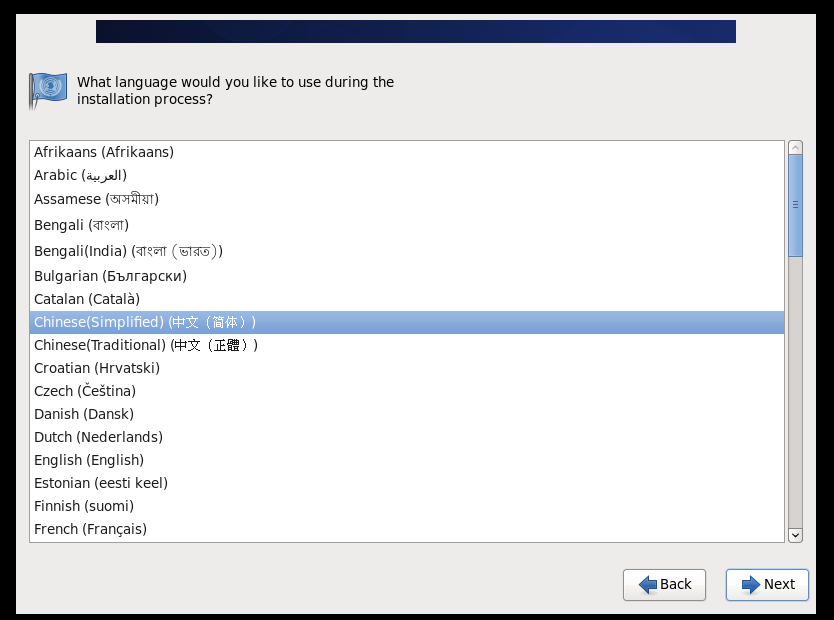 What language would you like to use during the
installation process?
Afrikaans (Afrikaans)
Arabic (العربية)
Assamese (অসমীয়া)
Bengali (বাংলা)
Bengali(India) (বাংলা (ভারত))
Bulgarian (Български)
Catalan (Català)
Chinese(Simplified) (中文（简体）)
Chinese(Traditional) (中文（正體）)
Croatian (Hrvatski)
Czech (Čeština)
Danish (Dansk)
Dutch (Nederlands)
English (English)
Estonian (eesti keel)
Finnish (suomi)
French (Français)
Back
Next